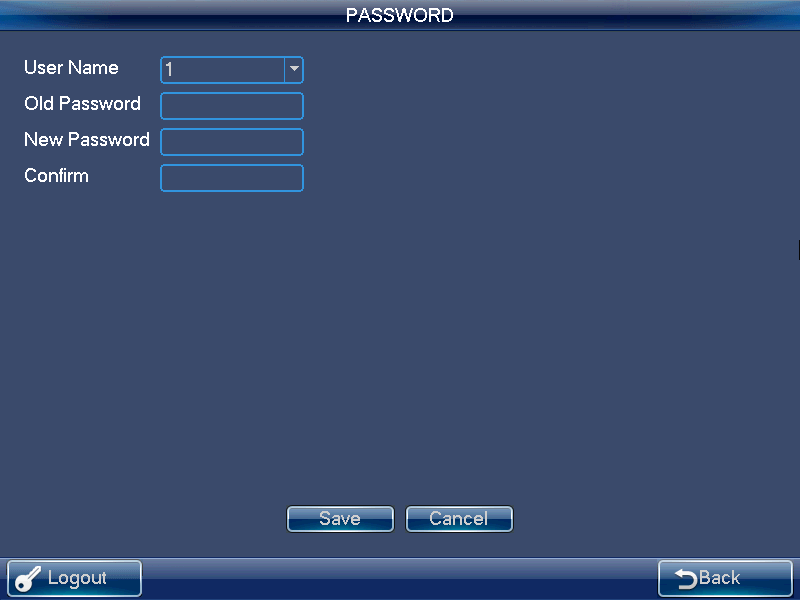 PASSWORD
User Name 1
Old Password
New Password
Confirm
Save Cancel
Logout Back